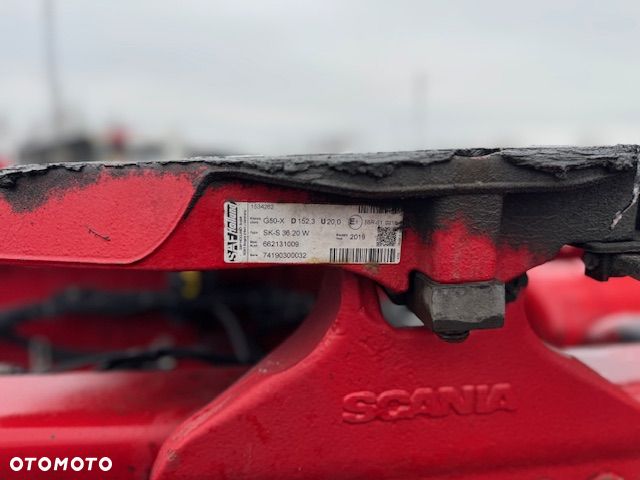 1534262
SAF Holland
G50-X D 152,3 U 20,0
SK-S 36.20 W
2019
662131009
74190300032
SCANIA
OTOMOTO